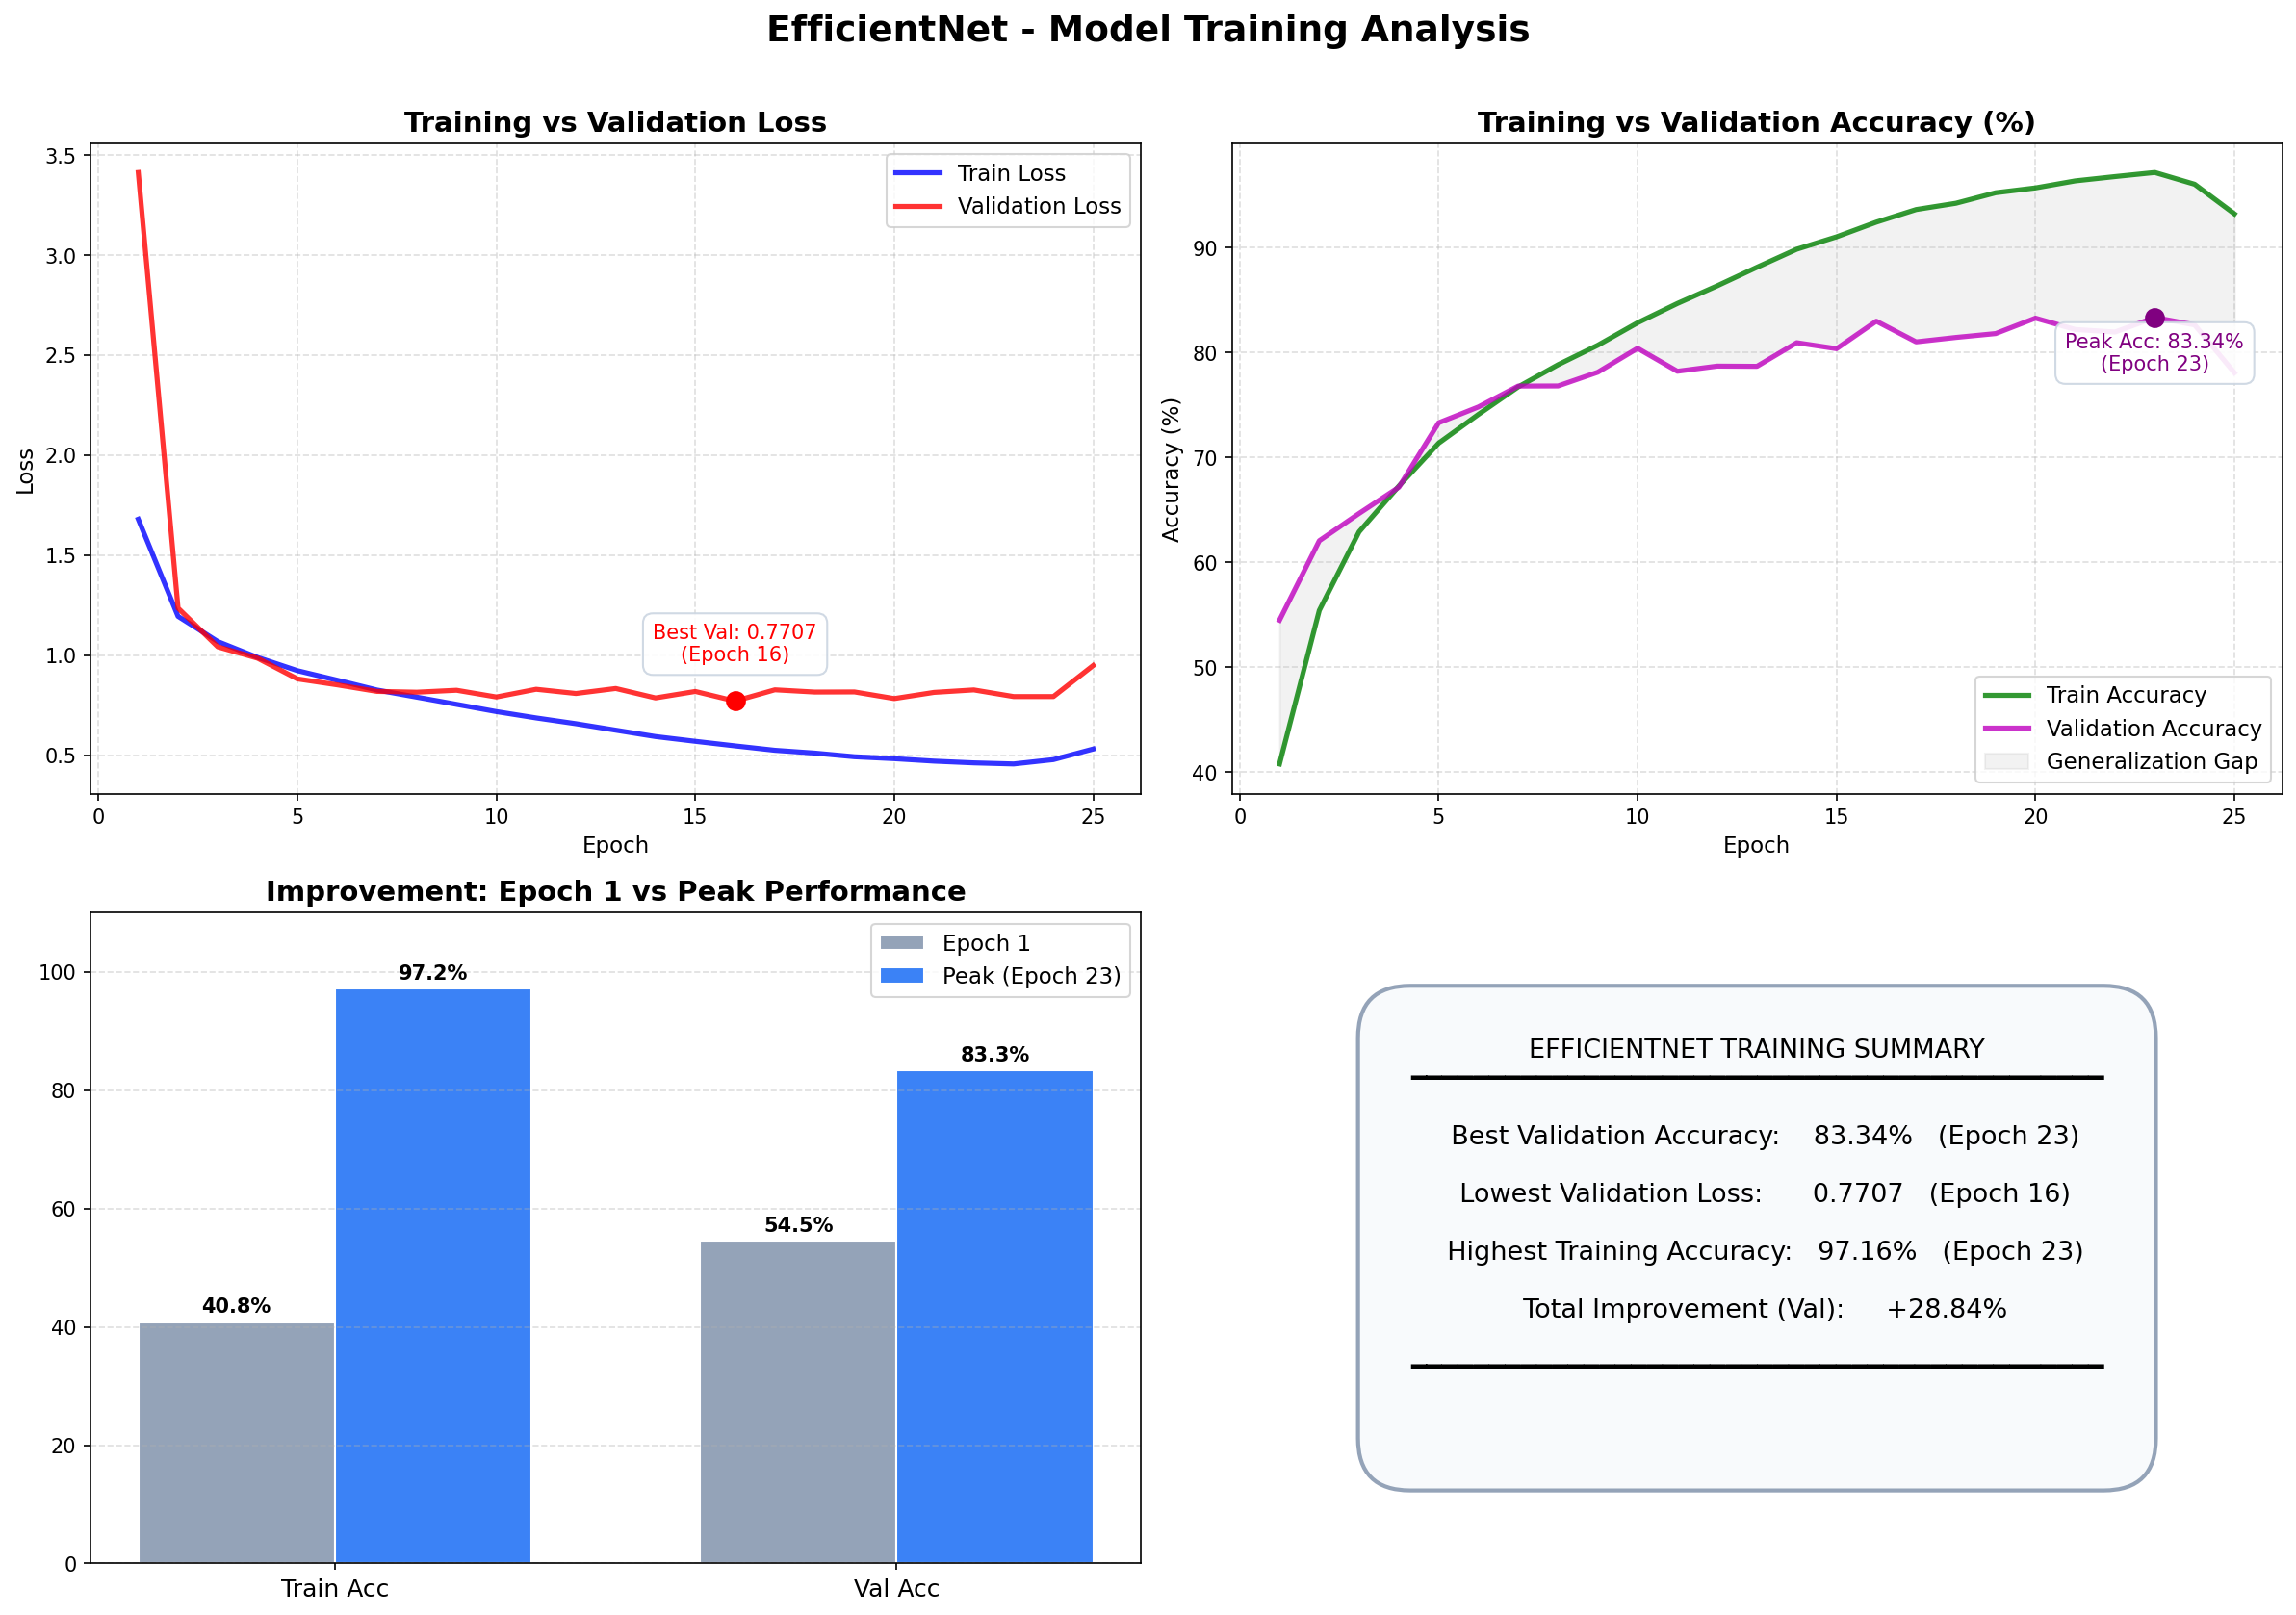 EfficientNet - Model Training Analysis
Training vs Validation Loss
3.5
3.0
2.5
2.0
1.5
1.0
0.5
Loss
Train Loss
Validation Loss
Best Val: 0.7707
(Epoch 16)
0 5 10 15 20 25
Epoch
Training vs Validation Accuracy (%)
90
80
70
60
50
40
Accuracy (%)
Peak Acc: 83.34%
(Epoch 23)
Train Accuracy
Validation Accuracy
Generalization Gap
0 5 10 15 20 25
Epoch
Improvement: Epoch 1 vs Peak Performance
100
80
60
40
20
0
Epoch 1
Peak (Epoch 23)
40.8%
97.2%
54.5%
83.3%
Train Acc Val Acc
EFFICIENTNET TRAINING SUMMARY
Best Validation Accuracy: 83.34% (Epoch 23)
Lowest Validation Loss: 0.7707 (Epoch 16)
Highest Training Accuracy: 97.16% (Epoch 23)
Total Improvement (Val): +28.84%